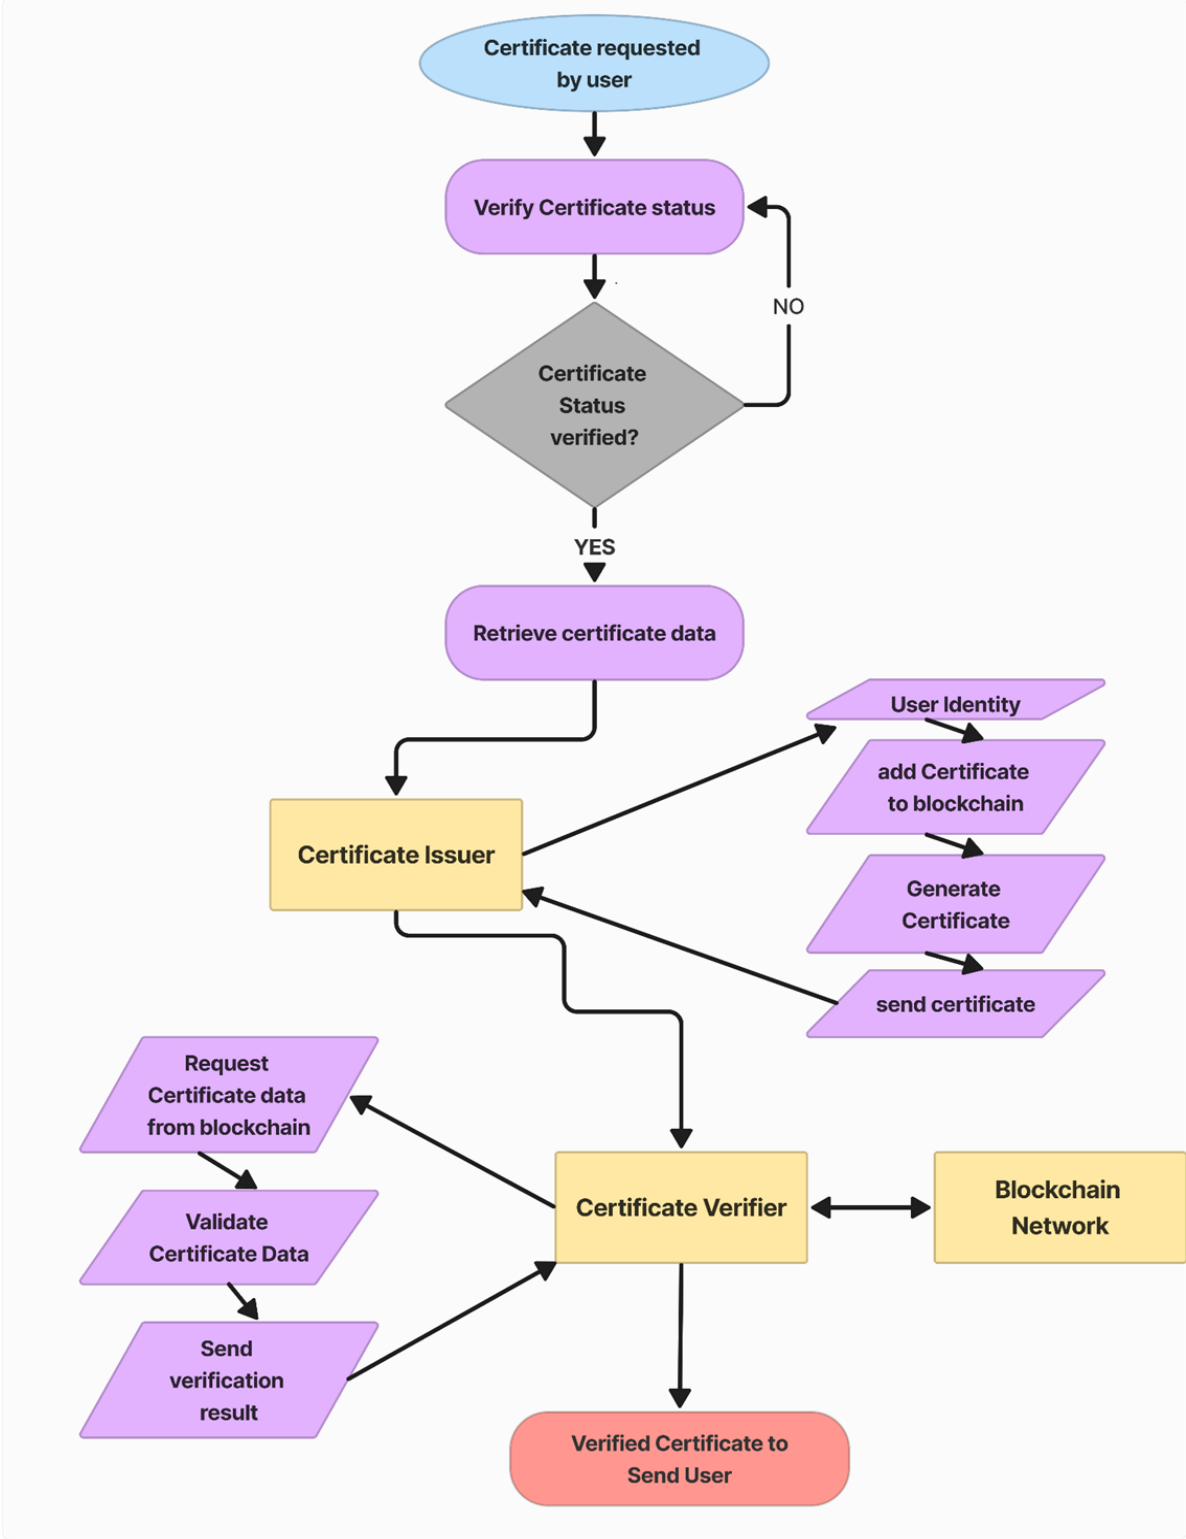 Certificate requested
by user
Verify Certificate status
NO
Certificate
Status
verified?
YES
Retrieve certificate data
User Identity
add Certificate
to blockchain
Certificate Issuer
Generate
Certificate
send certificate
Request
Certificate data
from blockchain
Certificate Verifier
Blockchain
Network
Validate
Certificate Data
Send
verification
result
Verified Certificate to
Send User